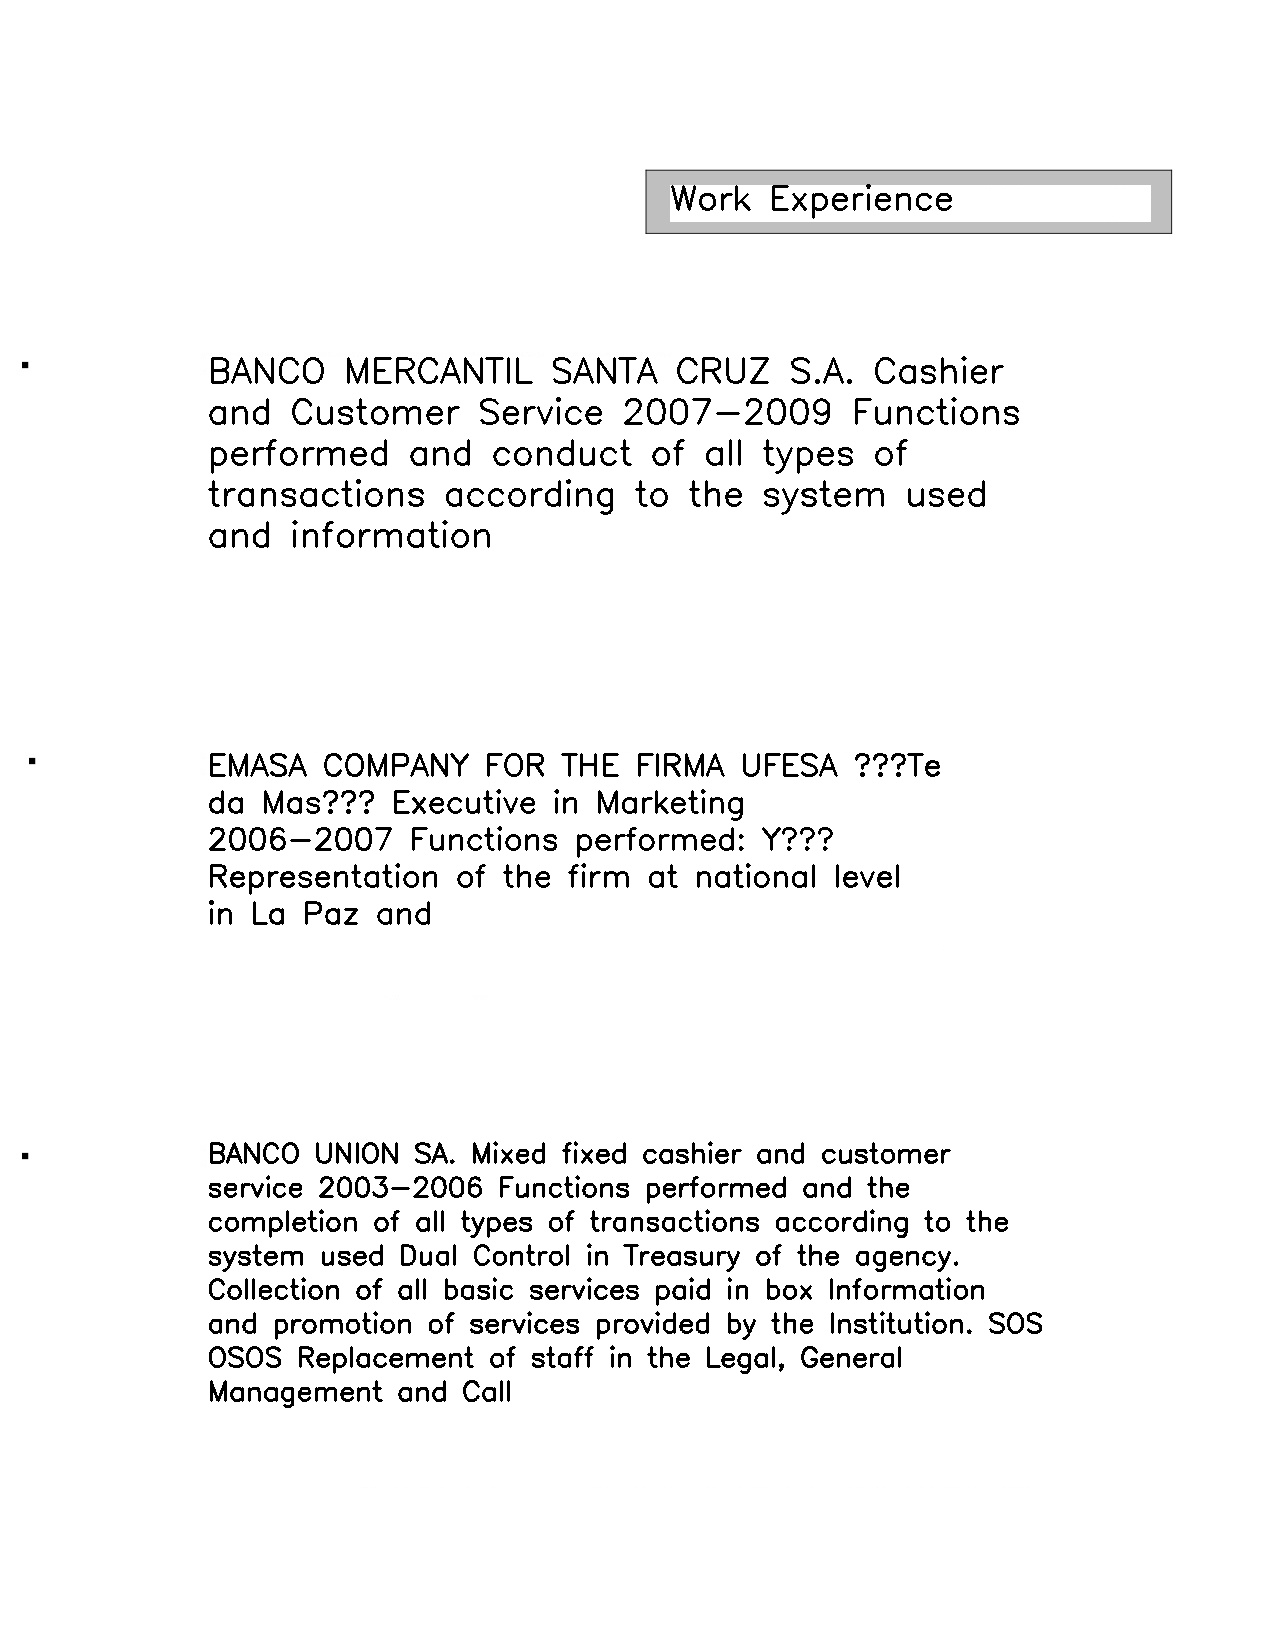 Work Experience
BANCO MERCANTIL SANTA CRUZ S.A. Cashier
and Customer Service 2007-2009 Functions
performed and conduct of all types of
transactions according to the system used
and information
EMASA COMPANY FOR THE FIRMA UFESA ???Te
da Mas??? Executive in Marketing
2006-2007 Functions performed: Y???
Representation of the firm at national level
in La Paz and
BANCO UNION SA. Mixed fixed cashier and customer
service 2003-2006 Functions performed and the
completion of all types of transactions according to the
system used Dual Control in Treasury of the agency.
Collection of all basic services paid in box Information
and promotion of services provided by the Institution. SOS
OSOS Replacement of staff in the Legal, General
Management and Call